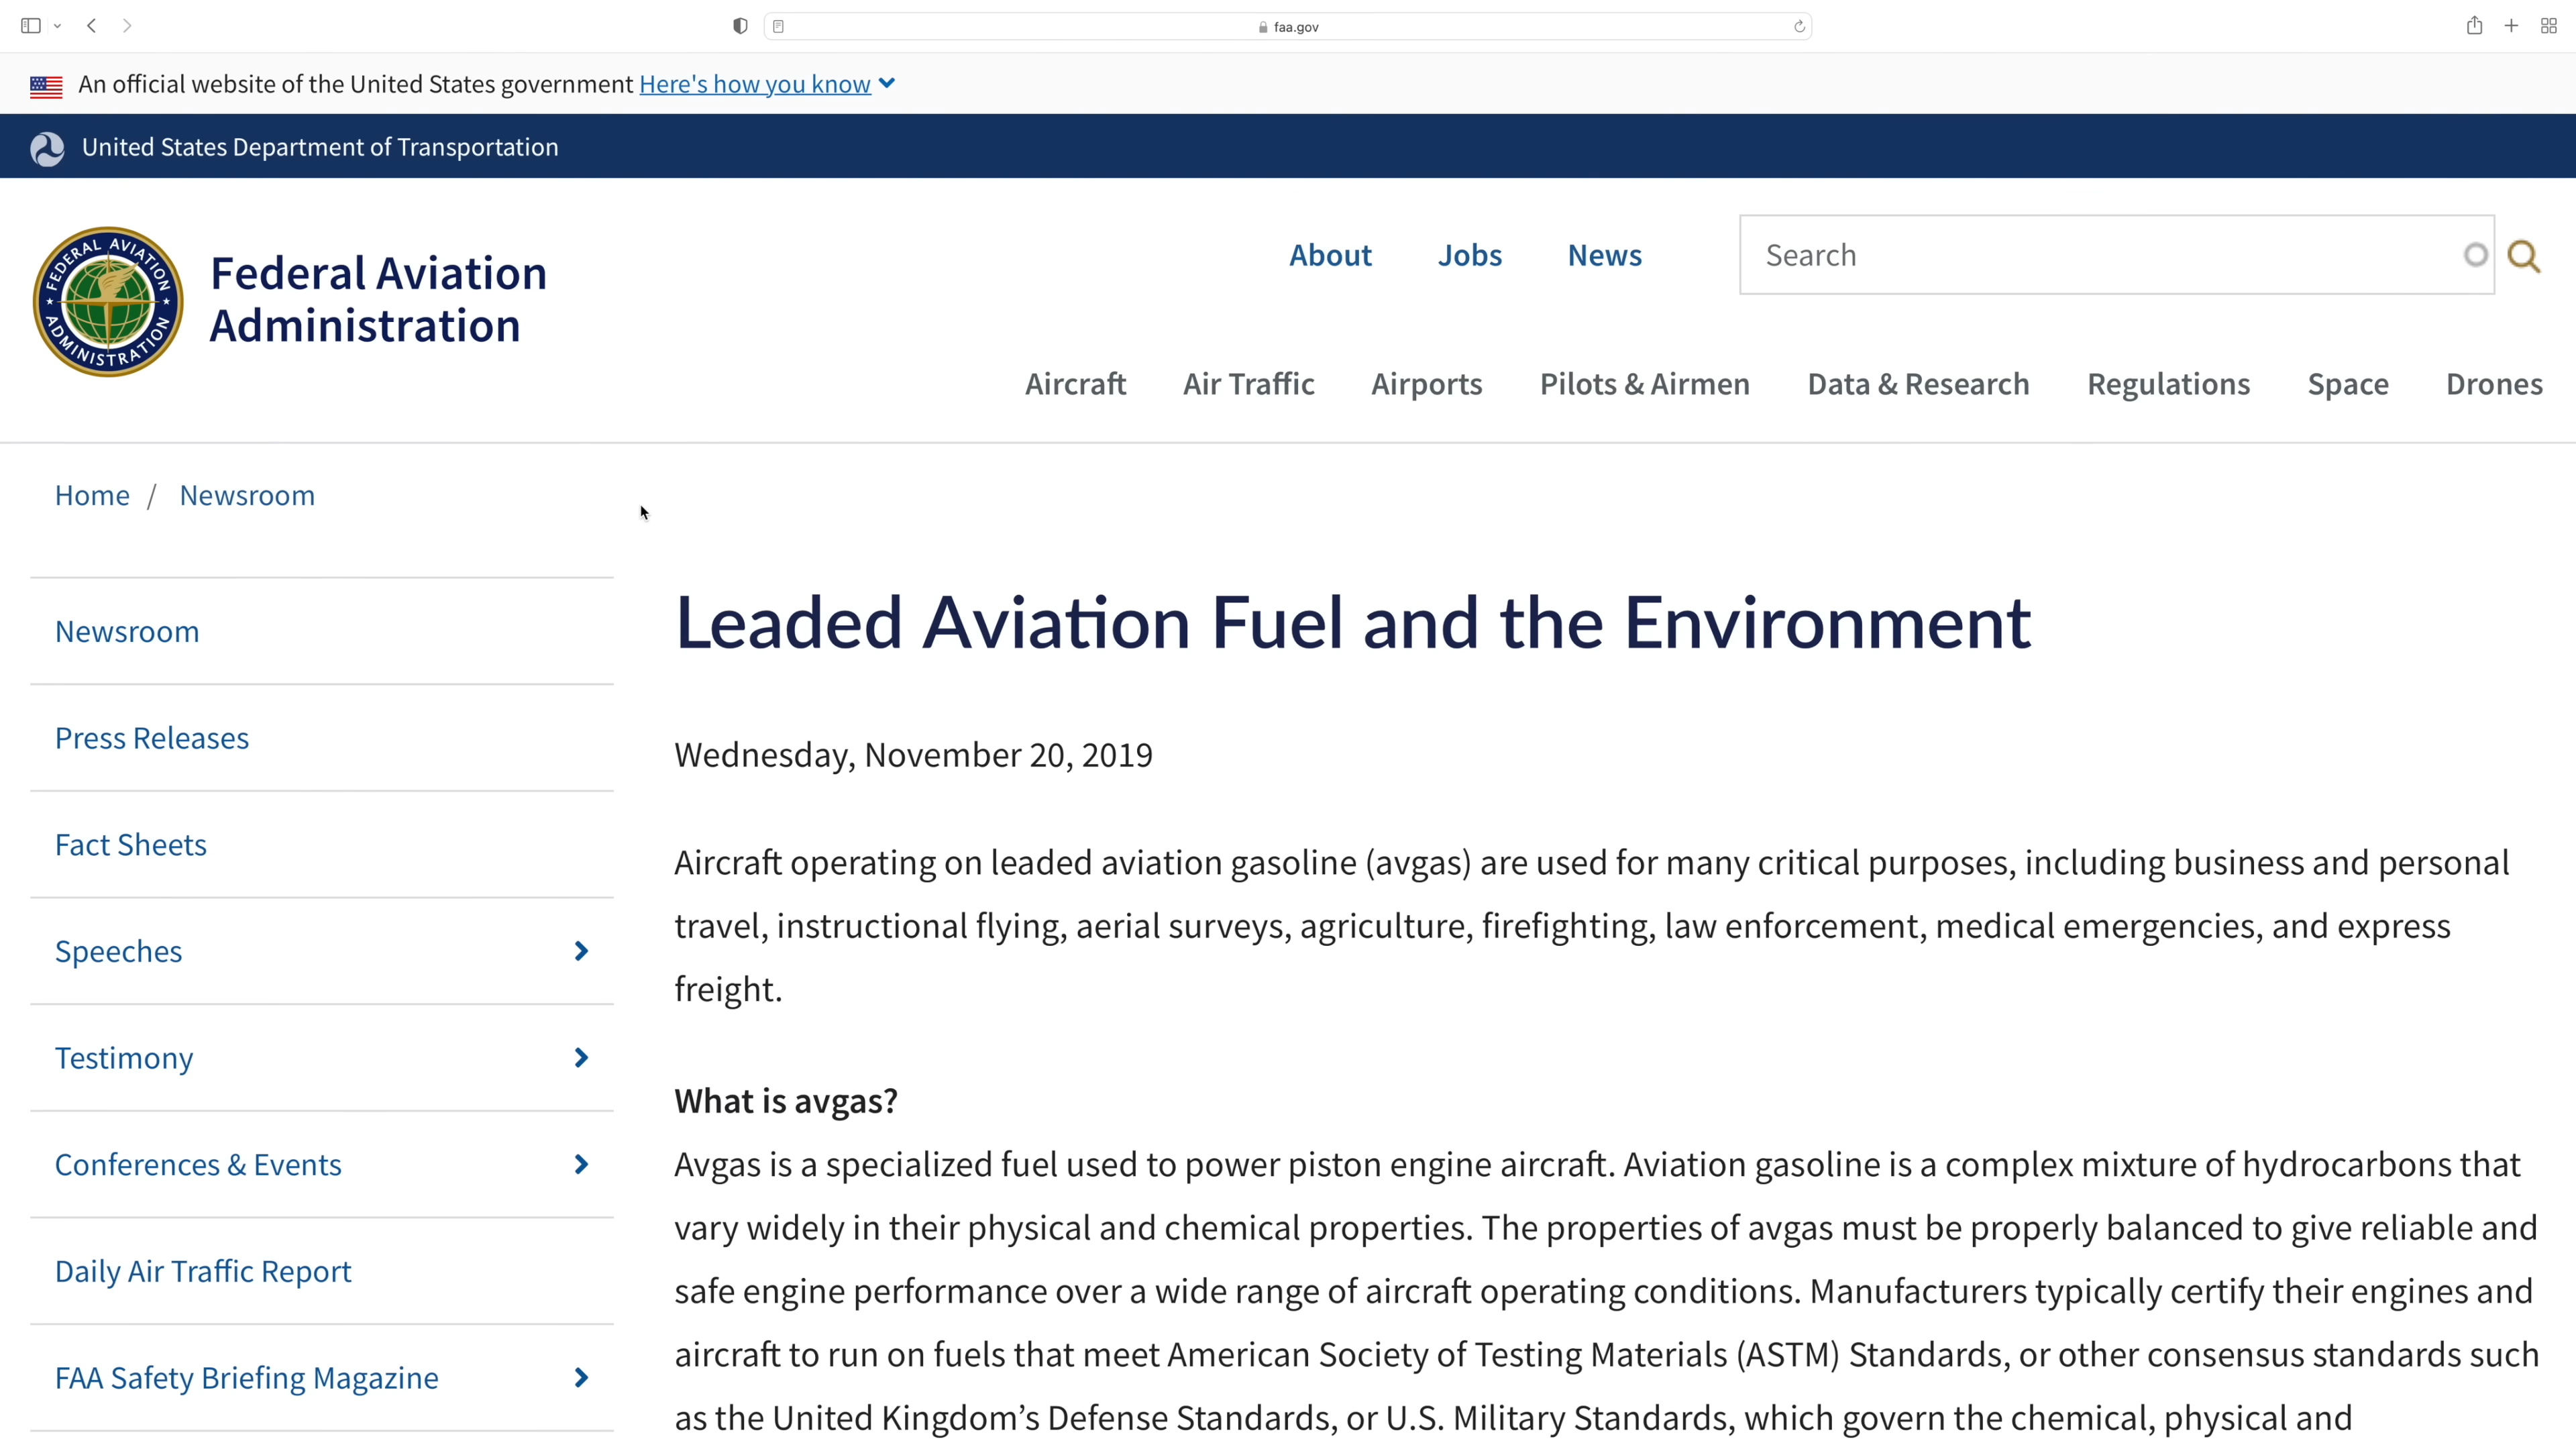 faa.gov
An official website of the United States government Here's how you know
United States Department of Transportation
FEDERAL AVIATION ADMINISTRATION
Federal Aviation
Administration
About Jobs News
Search
Aircraft Air Traffic Airports Pilots & Airmen Data & Research Regulations Space Drones
Home / Newsroom
Newsroom
Press Releases
Fact Sheets
Speeches
Testimony
Conferences & Events
Daily Air Traffic Report
FAA Safety Briefing Magazine
Leaded Aviation Fuel and the Environment
Wednesday, November 20, 2019
Aircraft operating on leaded aviation gasoline (avgas) are used for many critical purposes, including business and personal
travel, instructional flying, aerial surveys, agriculture, firefighting, law enforcement, medical emergencies, and express
freight.
What is avgas?
Avgas is a specialized fuel used to power piston engine aircraft. Aviation gasoline is a complex mixture of hydrocarbons that
vary widely in their physical and chemical properties. The properties of avgas must be properly balanced to give reliable and
safe engine performance over a wide range of aircraft operating conditions. Manufacturers typically certify their engines and
aircraft to run on fuels that meet American Society of Testing Materials (ASTM) Standards, or other consensus standards such
as the United Kingdom’s Defense Standards, or U.S. Military Standards, which govern the chemical, physical and